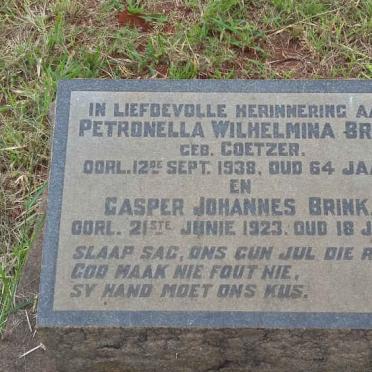 IN LIEFDEVOLLE HERINNERING AA
PETRONELLA WILHELMINA BR
GEB. COETZER.
OORL. 12DE SEPT. 1938, OUD 64 JA
EN
CASPER JOHANNES BRINK.
OORL. 21STE JUNIE 1923. OUD 18 J
SLAAP SAG, ONS GUN JUL DIE R
GOD MAAK NIE FOUT NIE,
SY HAND MOET ONS KUS.